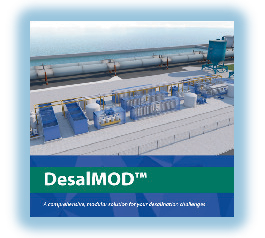 DesalMOD™
A comprehensive, modular solution for your desalination challenges